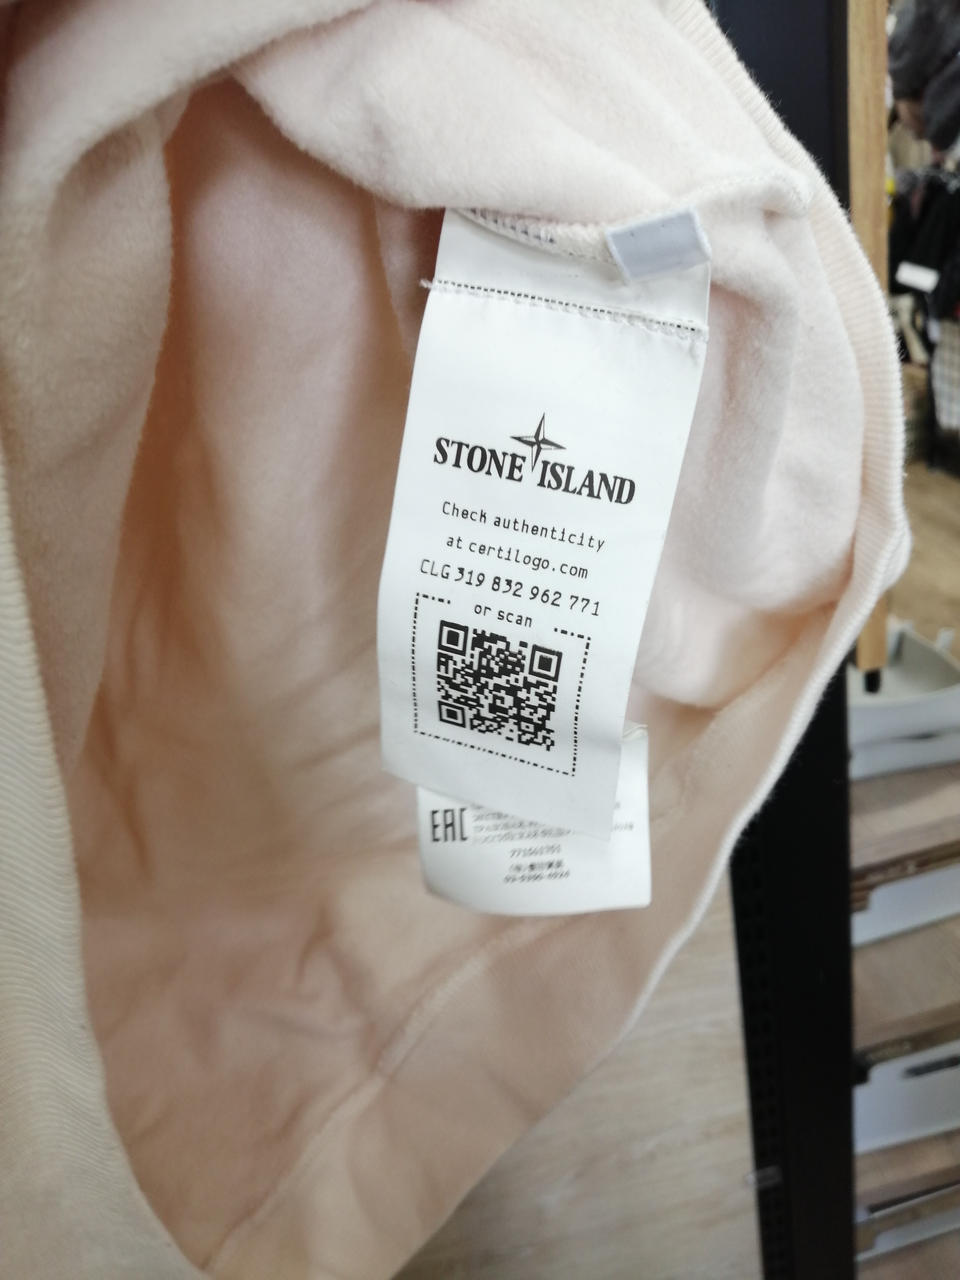 STONE ISLAND
Check authenticity
at certilogo.com
CLG 319 832 962 771
or scan
EAC